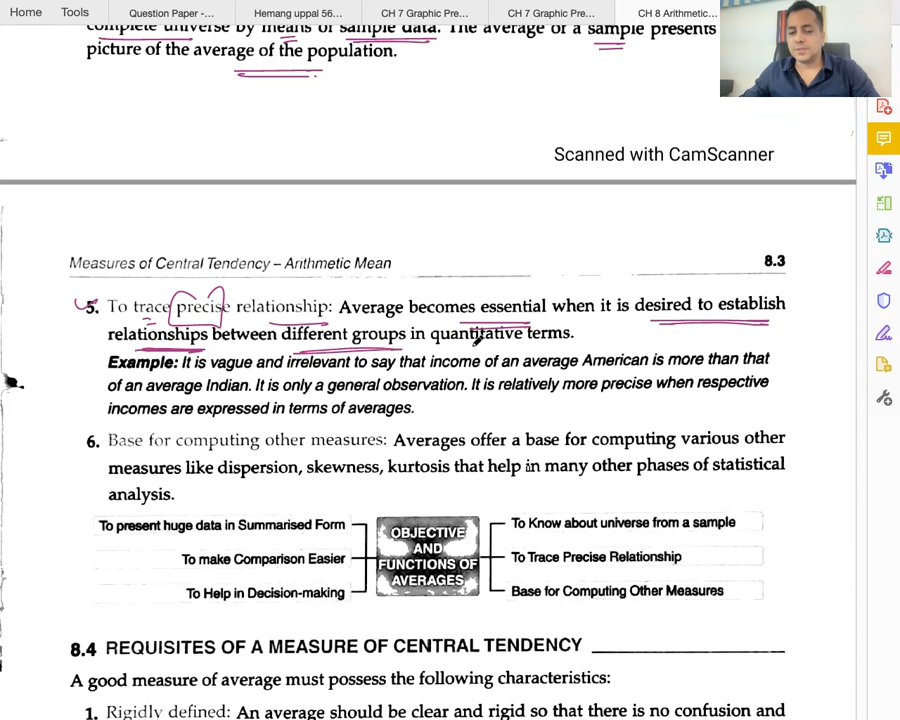 Home Tools Question Paper -... Hemang uppal 56... CH 7 Graphic Pre... CH 7 Graphic Pre... CH 8 Arithmetic...
complete universe by means of sample data. The average of a sample presents
picture of the average of the population.
Scanned with CamScanner
Measures of Central Tendency – Arithmetic Mean 8.3
5. To trace precise relationship: Average becomes essential when it is desired to establish
relationships between different groups in quantitative terms.
Example: It is vague and irrelevant to say that income of an average American is more than that
of an average Indian. It is only a general observation. It is relatively more precise when respective
incomes are expressed in terms of averages.
6. Base for computing other measures: Averages offer a base for computing various other
measures like dispersion, skewness, kurtosis that help in many other phases of statistical
analysis.
To present huge data in Summarised Form
To make Comparison Easier
To Help in Decision-making
OBJECTIVE
AND
FUNCTIONS OF
AVERAGES
To Know about universe from a sample
To Trace Precise Relationship
Base for Computing Other Measures
8.4 REQUISITES OF A MEASURE OF CENTRAL TENDENCY
A good measure of average must possess the following characteristics:
1. Rigidly defined: An average should be clear and rigid so that there is no confusion and